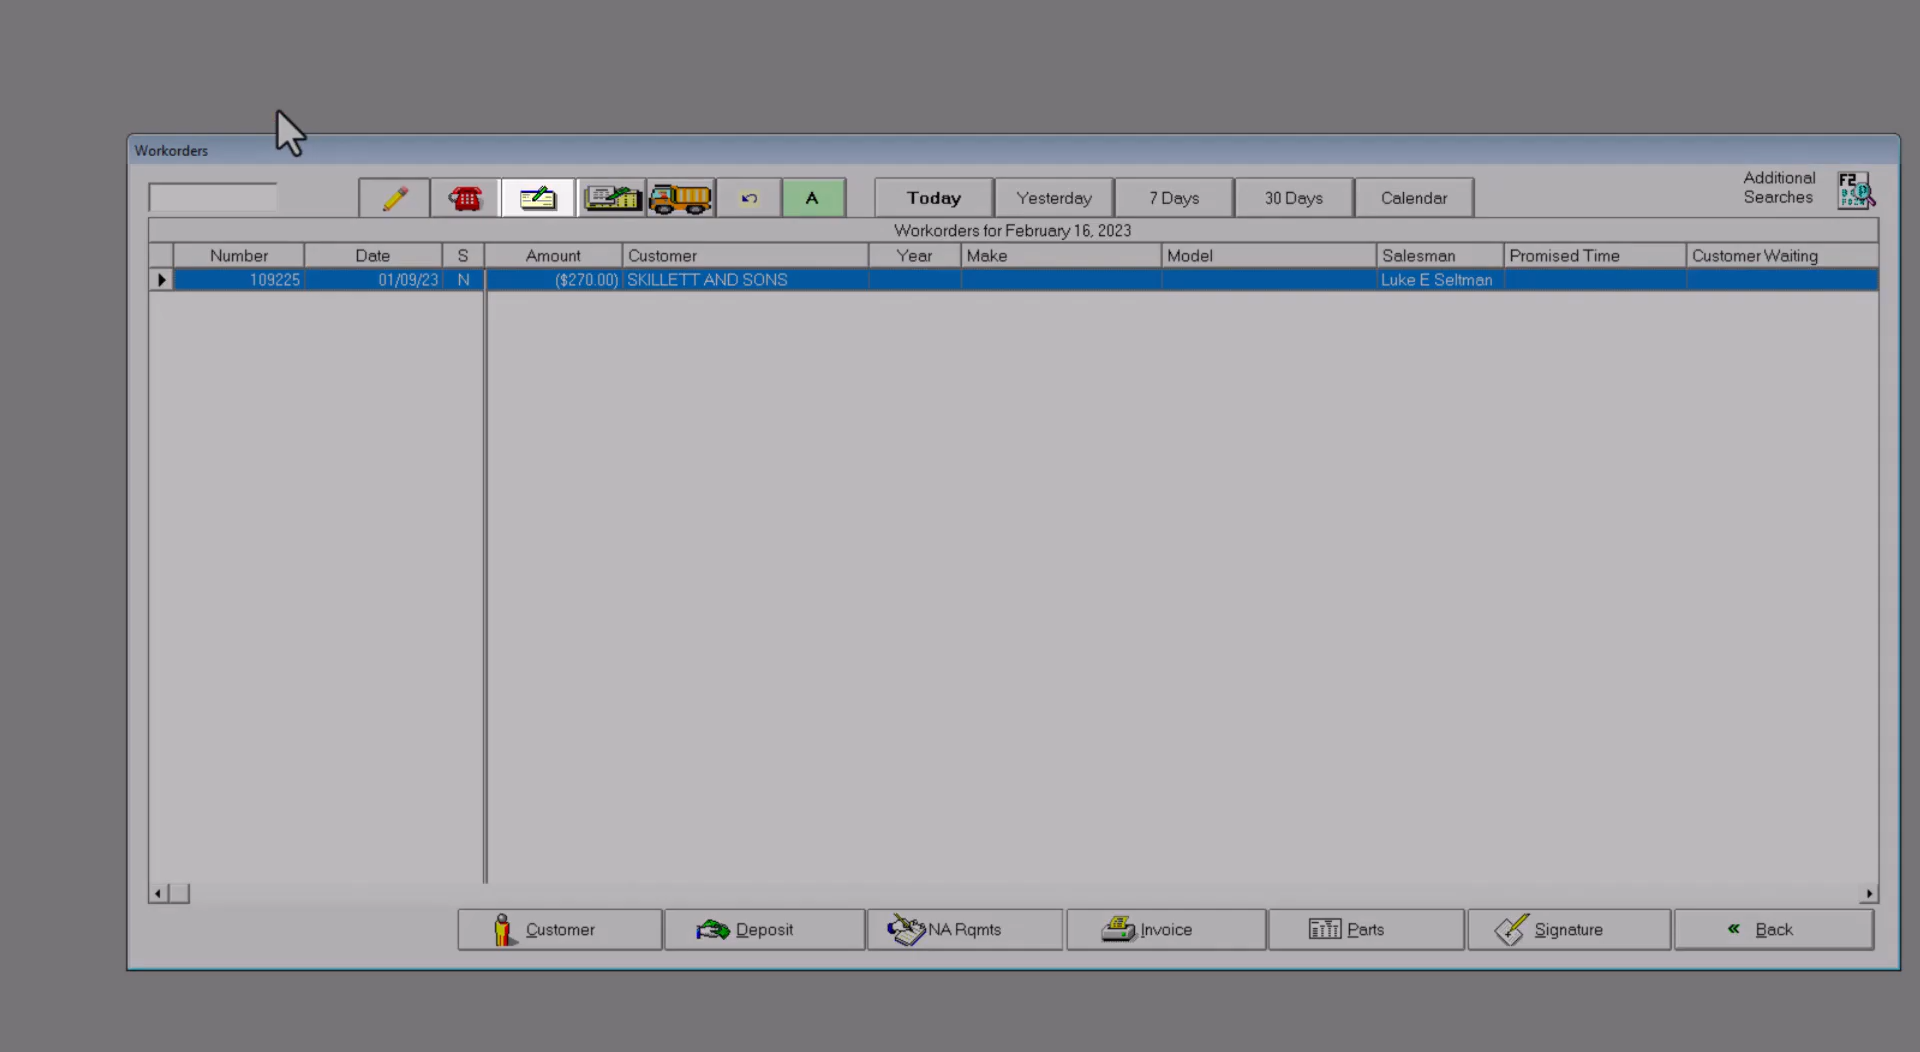 Workorders
A Today Yesterday 7 Days 30 Days Calendar
Additional
Searches
F2
Workorders for February 16, 2023
Number Date S Amount Customer Year Make Model Salesman Promised Time Customer Waiting
109225 01/09/23 N ($270.00) SKILLETT AND SONS Luke E Seltman
Customer Deposit NA Rqmts Invoice Parts Signature « Back